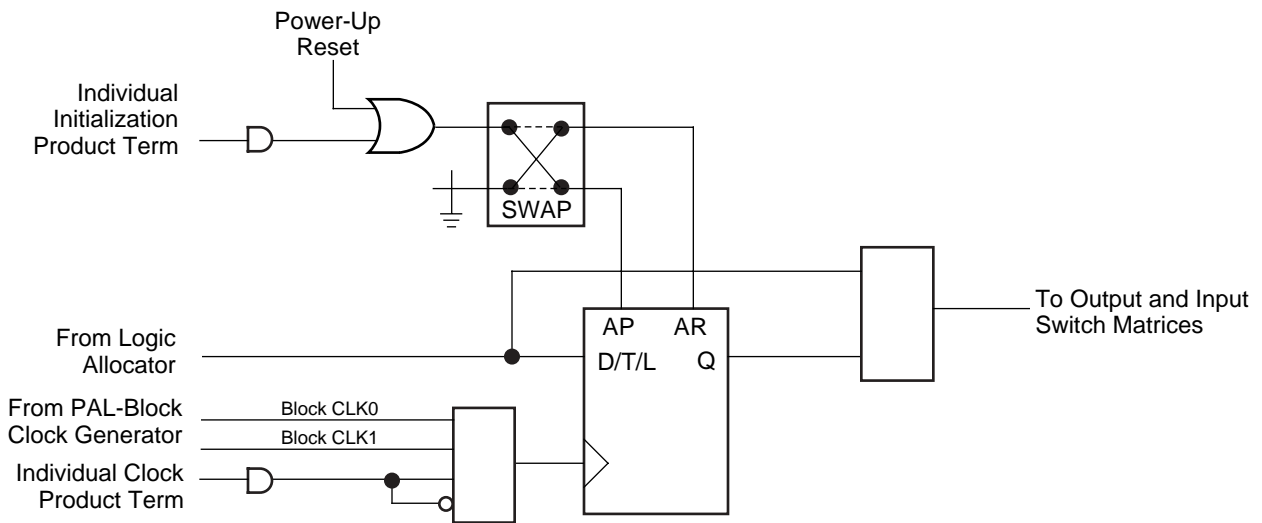 Power-Up
Reset
Individual
Initialization
Product Term
SWAP
To Output and Input
Switch Matrices
AP AR
From Logic
Allocator
D/T/L Q
From PAL-Block
Clock Generator
Block CLK0
Block CLK1
Individual Clock
Product Term